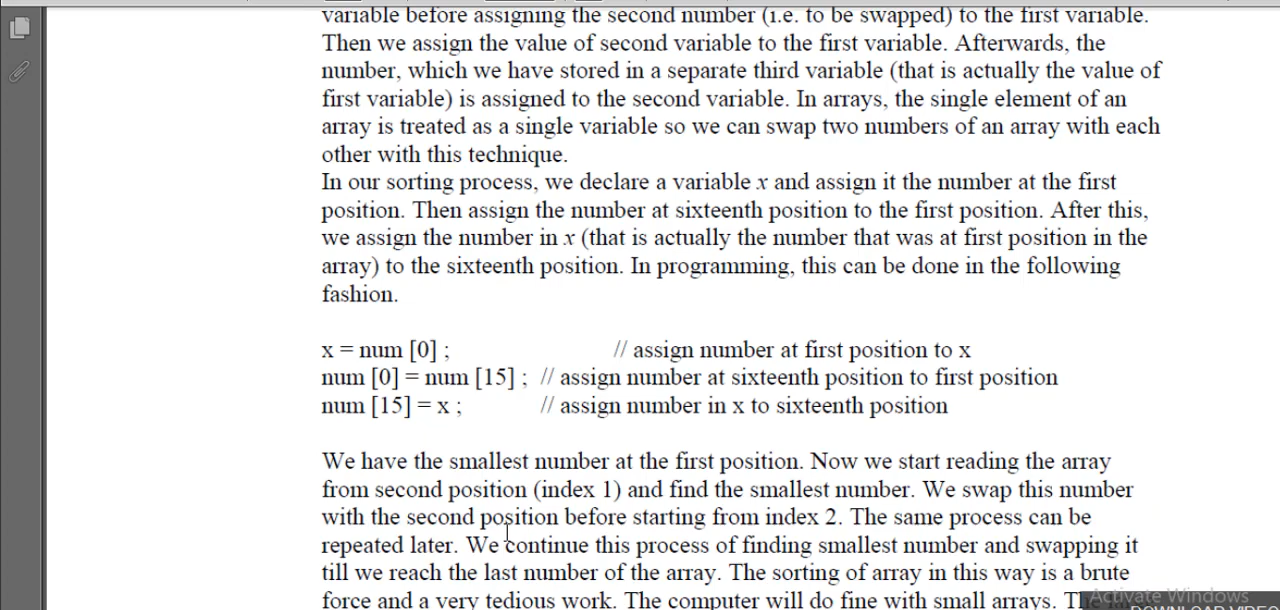 variable before assigning the second number (i.e. to be swapped) to the first variable.
Then we assign the value of second variable to the first variable. Afterwards, the
number, which we have stored in a separate third variable (that is actually the value of
first variable) is assigned to the second variable. In arrays, the single element of an
array is treated as a single variable so we can swap two numbers of an array with each
other with this technique.
In our sorting process, we declare a variable x and assign it the number at the first
position. Then assign the number at sixteenth position to the first position. After this,
we assign the number in x (that is actually the number that was at first position in the
array) to the sixteenth position. In programming, this can be done in the following
fashion.
x = num [0] ; // assign number at first position to x
num [0] = num [15] ; // assign number at sixteenth position to first position
num [15] = x ; // assign number in x to sixteenth position
We have the smallest number at the first position. Now we start reading the array
from second position (index 1) and find the smallest number. We swap this number
with the second position before starting from index 2. The same process can be
repeated later. We continue this process of finding smallest number and swapping it
till we reach the last number of the array. The sorting of array in this way is a brute
force and a very tedious work. The computer will do fine with small arrays.
Activate Windows
DOWNLOAD VIDEO